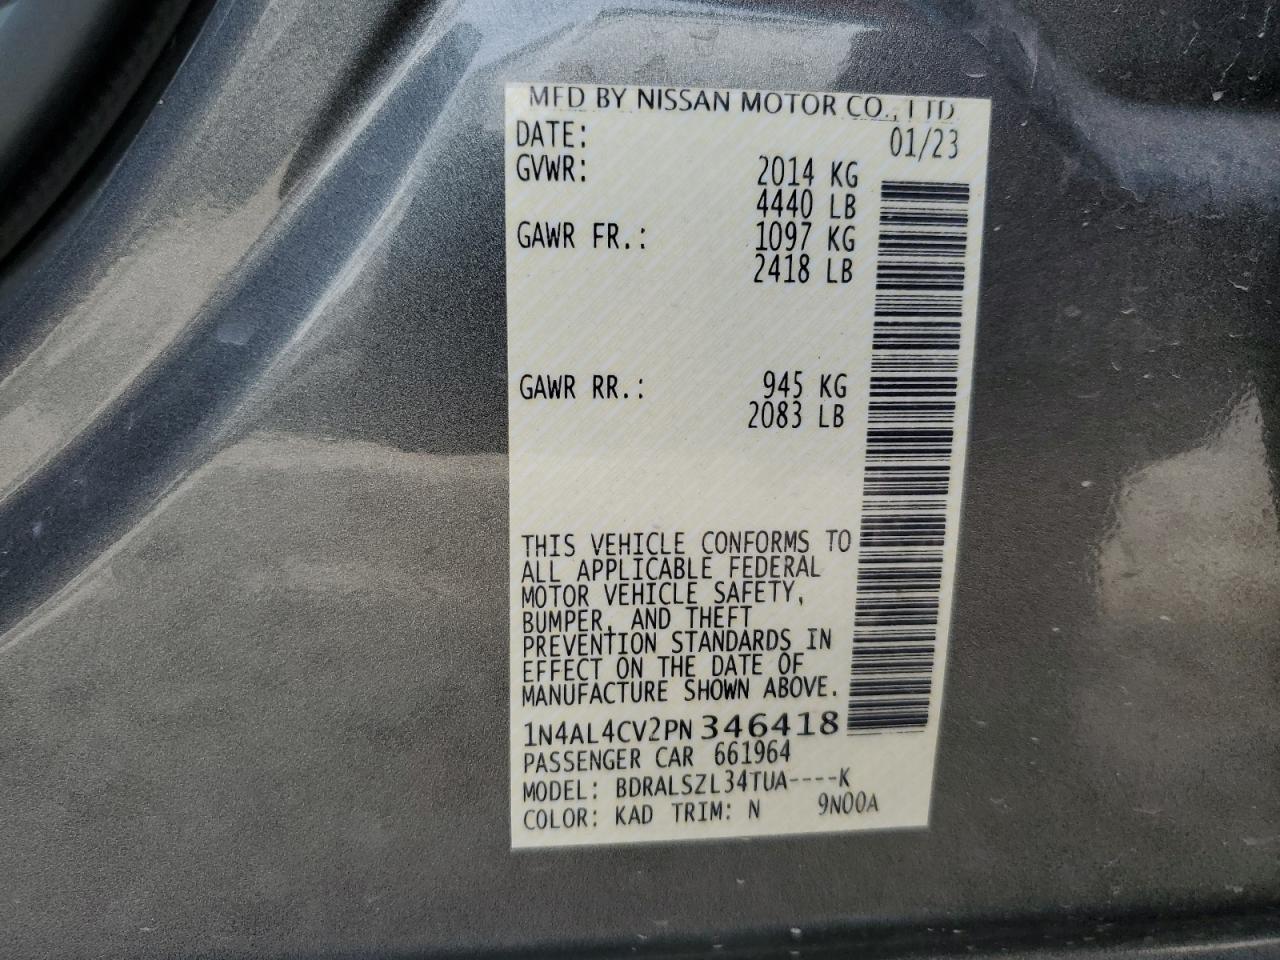 MFD BY NISSAN MOTOR CO., LTD
DATE: 01/23
GVWR: 2014 KG
4440 LB
GAWR FR.: 1097 KG
2418 LB
GAWR RR.: 945 KG
2083 LB
THIS VEHICLE CONFORMS TO
ALL APPLICABLE FEDERAL
MOTOR VEHICLE SAFETY,
BUMPER, AND THEFT
PREVENTION STANDARDS IN
EFFECT ON THE DATE OF
MANUFACTURE SHOWN ABOVE.
1N4AL4CV2PN346418
PASSENGER CAR 661964
MODEL: BDRALSZL34TUA----K
COLOR: KAD TRIM: N 9N00A